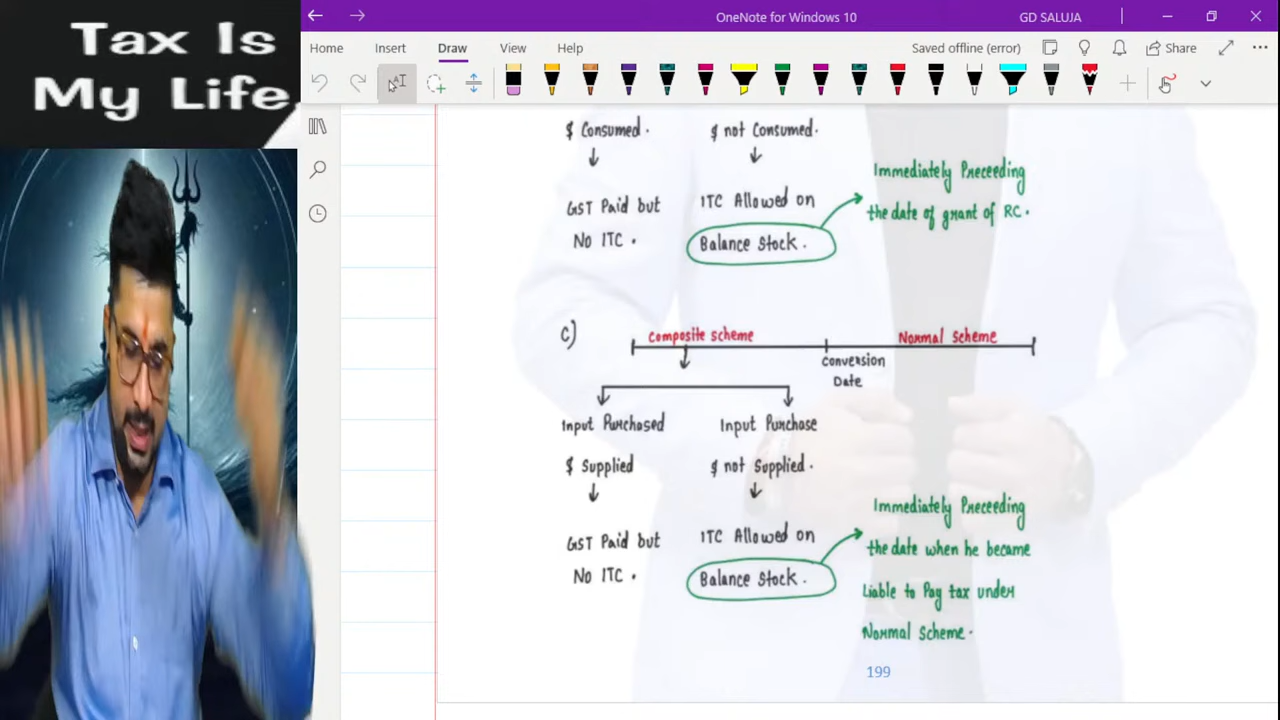 Tax Is
My Life
OneNote for Windows 10
GD SALUJA
Home Insert Draw View Help
Saved offline (error)
Share
$ Consumed.
$ not Consumed.
GST Paid but
No ITC.
ITC Allowed on
Balance Stock.
Immediately Preceeding
the date of grant of RC.
C)
Composite scheme
Normal Scheme
Conversion
Date
Input Purchased
$ Supplied
Input Purchase
$ not Supplied.
GST Paid but
No ITC.
ITC Allowed on
Balance Stock.
Immediately Preceeding
the date when he became
Liable to Pay tax under
Normal Scheme.
199